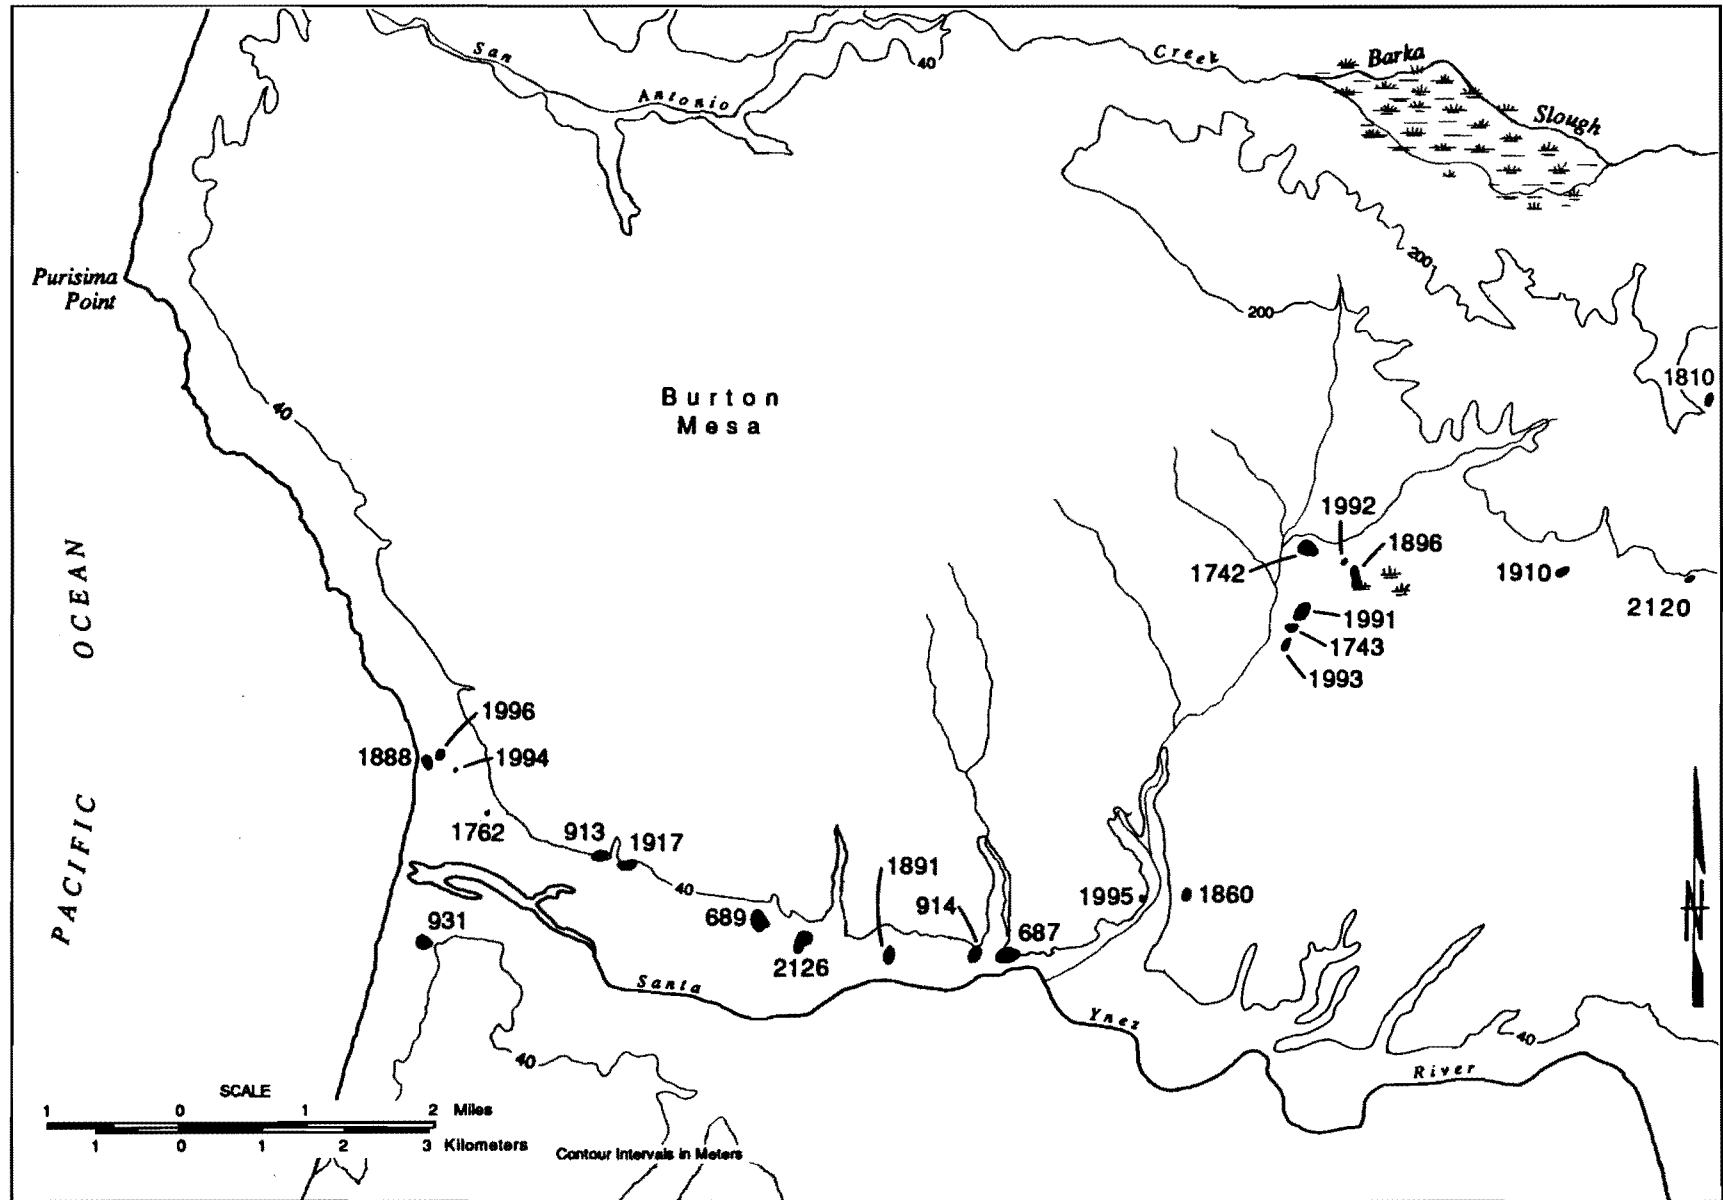 San
Antonio
40
Creek
Barka
Slough
Purisima
Point
200
200
40
Burton
Mesa
1810
1992
1896
1742
1910
2120
1991
1743
1993
OCEAN
PACIFIC
1996
1888
1994
1762
913
1917
40
1891
914
1995
1860
689
687
931
2126
Santa
Ynez
River
40
40
N
SCALE
1 0 1 2 Miles
1 0 1 2 3 Kilometers
Contour Intervals in Meters